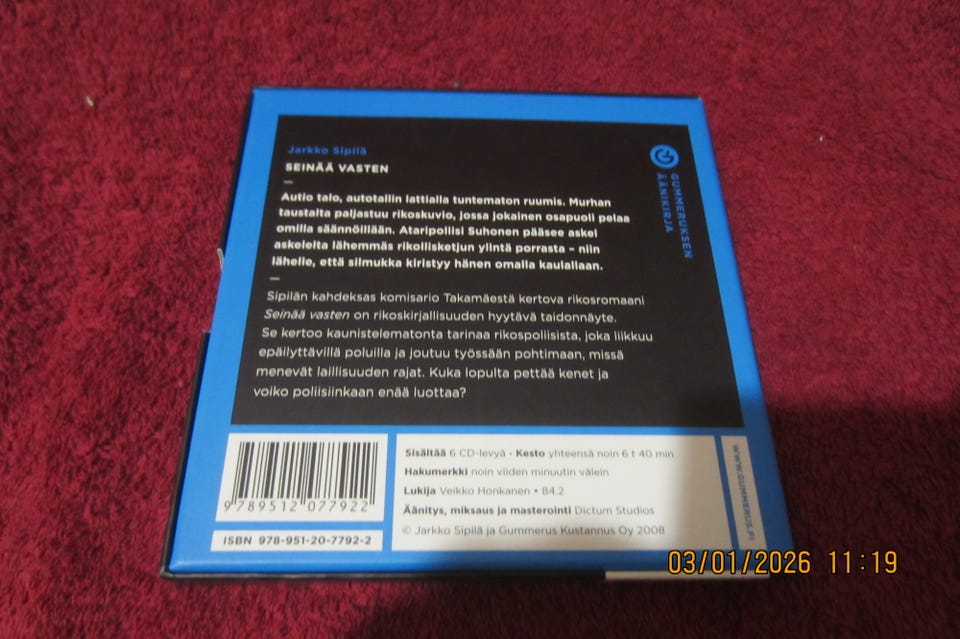 Jarkko Sipilä
SEINÄÄ VASTEN
Autio talo, autotallin lattialla tuntematon ruumis. Murhan
taustalta paljastuu rikoskuvio, jossa jokainen osapuoli pelaa
omilla säännöillään. Ataripoliisi Suhonen pääsee askel
askeleita lähemmäs rikollisketjun ylintä porrasta – niin
lähelle, että silmukka kiristyy hänen omalla kaulallaan.
Sipilän kahdeksas komisario Takamäestä kertova rikosromaani
Seinää vasten on rikoskirjallisuuden hyytävä taidonnäyte.
Se kertoo kaunistelematonta tarinaa rikospoliisista, joka liikkuu
epäilyttävillä poluilla ja joutuu työssään pohtimaan, missä
menevät laillisuuden rajat. Kuka lopulta pettää kenet ja
voiko poliisiinkaan enää luottaa?
GUMMERUKSEN
ÄÄNIKIRJA
9 789512 077922
ISBN 978-951-20-7792-2
Sisältää 6 CD-levyä • Kesto yhteensä noin 6 t 40 min
Hakumerkki noin viiden minuutin välein
Lukija Veikko Honkanen • 84.2
Äänitys, miksaus ja masterointi Dictum Studios
© Jarkko Sipilä ja Gummerus Kustannus Oy 2008
WWW.GUMMERUS.FI
03/01/2026 11:19